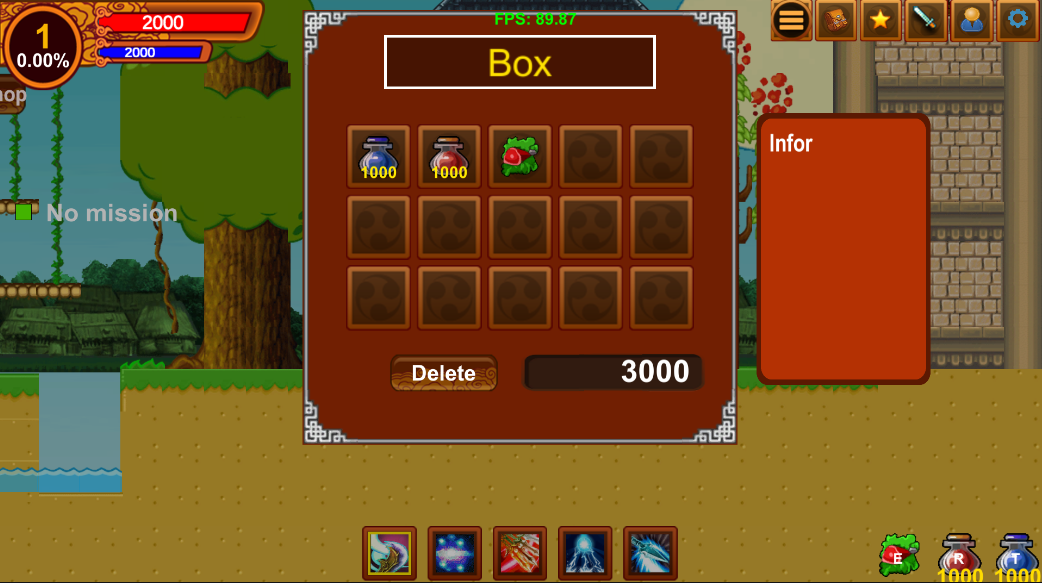 FPS: 89.87
1
2000
0.00%
2000
Box
hop
Infor
1000
1000
No mission
Delete
3000
E
R
T
1000
1000